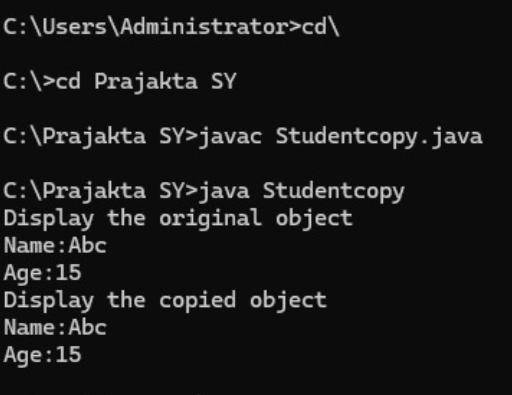 C:\Users\Administrator>cd\
C:\>cd Prajakta SY
C:\Prajakta SY>javac Studentcopy.java
C:\Prajakta SY>java Studentcopy
Display the original object
Name:Abc
Age:15
Display the copied object
Name:Abc
Age:15